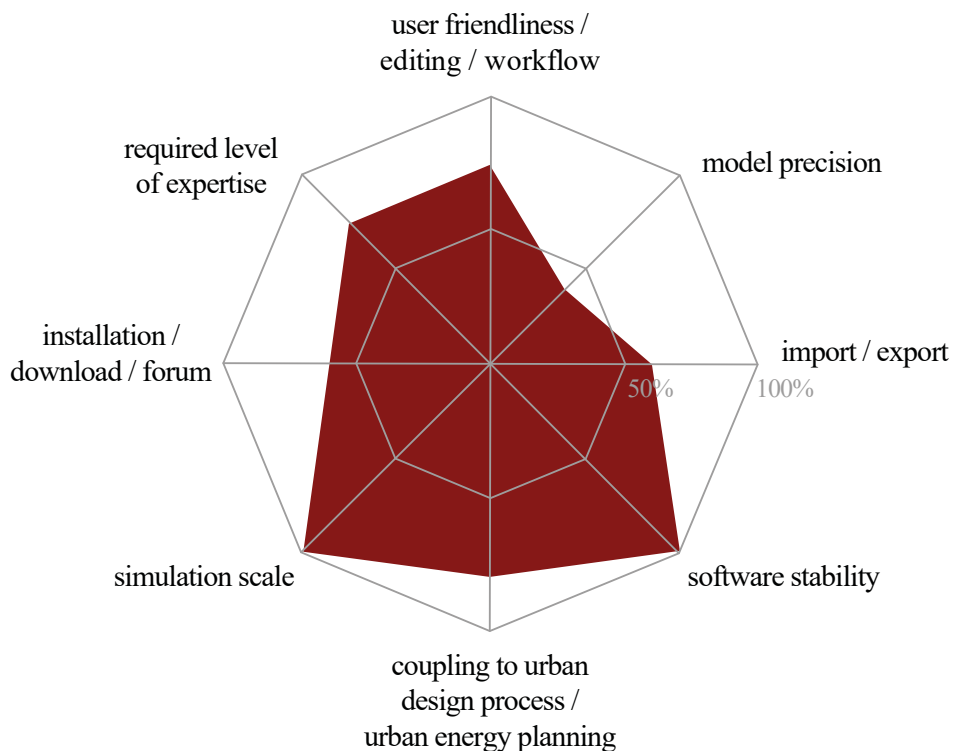 user friendliness /
editing / workflow
required level
of expertise
model precision
installation /
download / forum
import / export
50%
100%
simulation scale
software stability
coupling to urban
design process /
urban energy planning